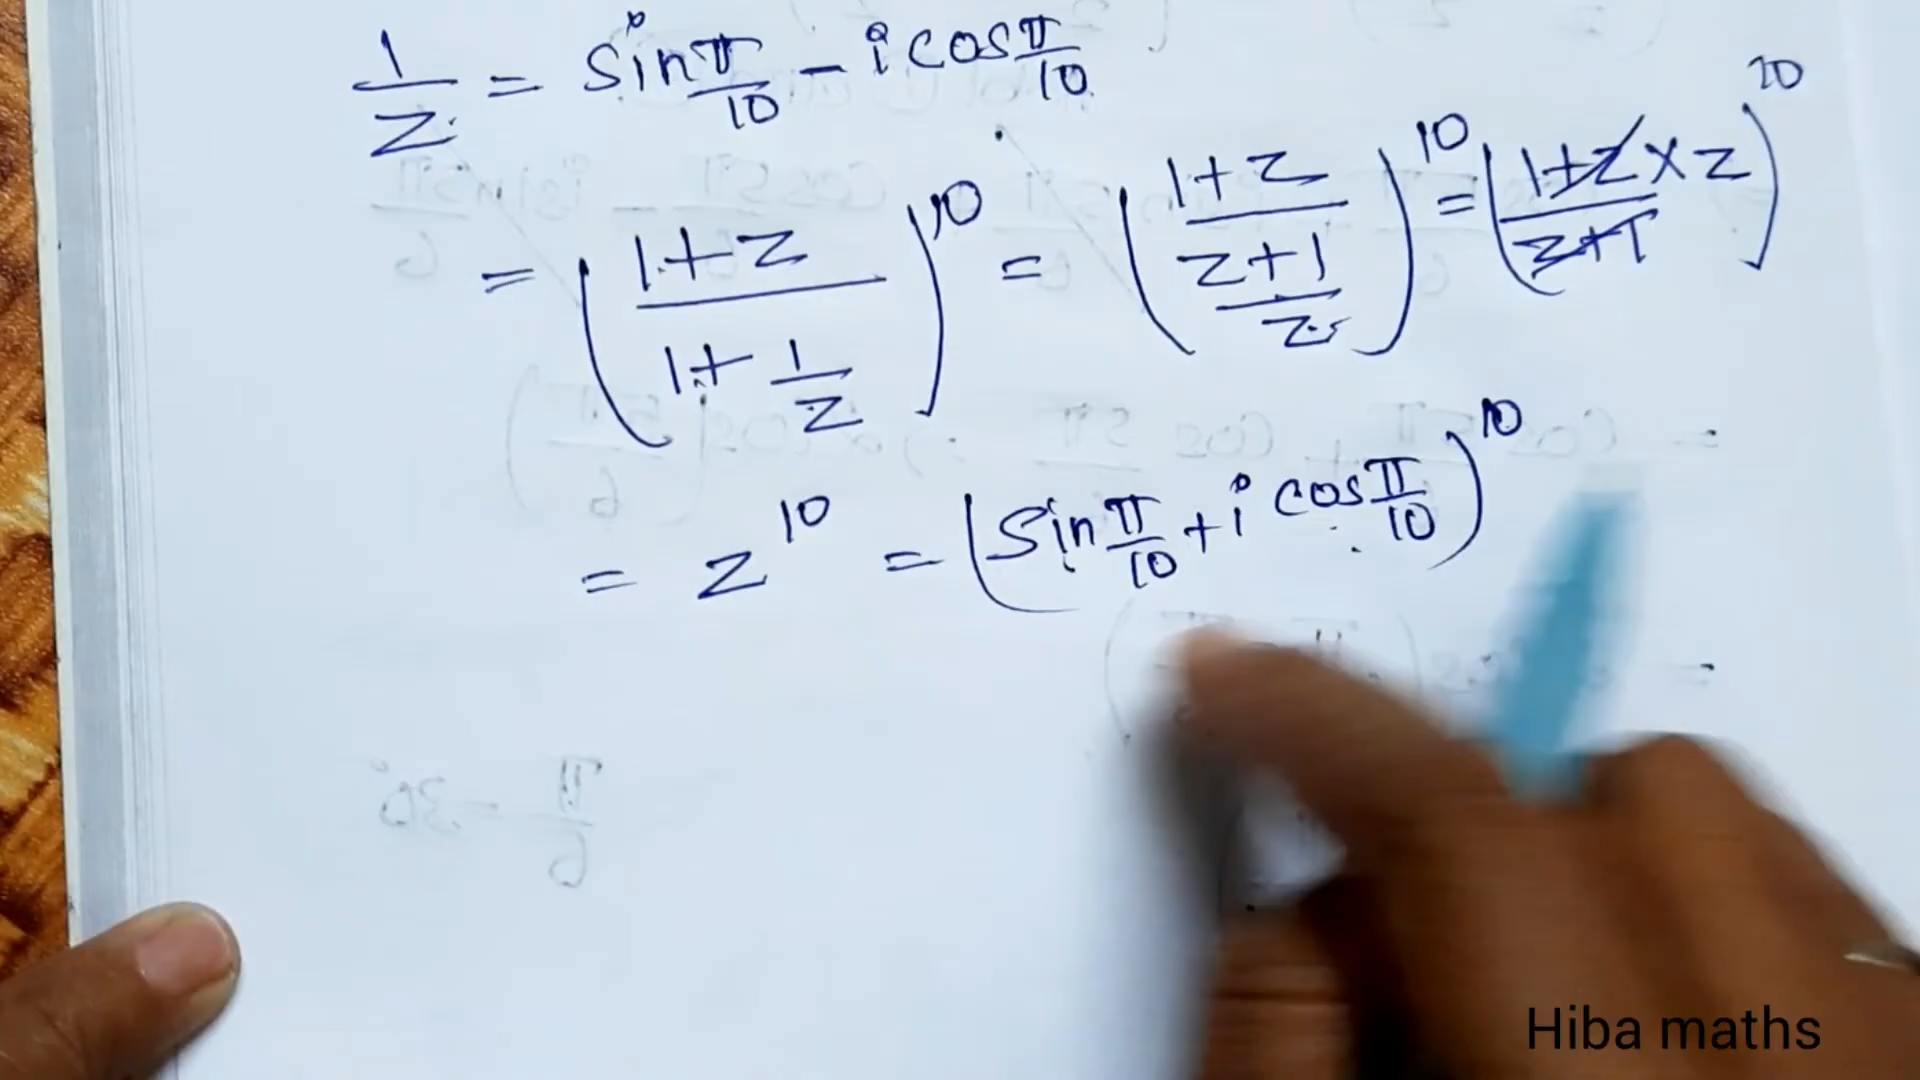 1/z = sin π/10 - i cos π/10
= ((1+z)/(1+1/z))^10 = ((1+z)/((z+1)/z))^10 = ((1+z × z)/(z+1))^10
= z^10 = (sin π/10 + i cos π/10)^10
Hiba maths